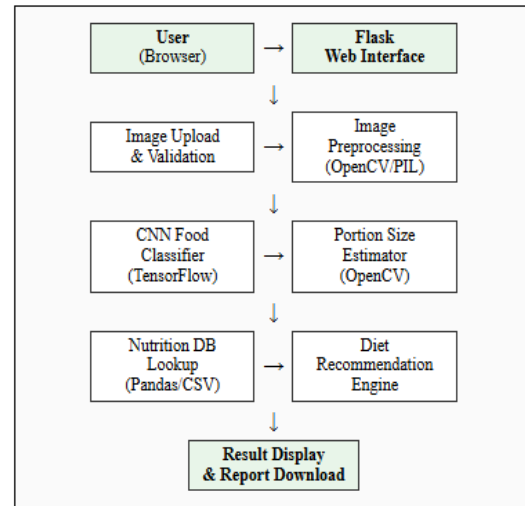 User
(Browser)
→
Flask
Web Interface
↓
Image Upload
& Validation
→
Image
Preprocessing
(OpenCV/PIL)
↓
CNN Food
Classifier
(TensorFlow)
→
Portion Size
Estimator
(OpenCV)
↓
Nutrition DB
Lookup
(Pandas/CSV)
→
Diet
Recommendation
Engine
↓
Result Display
& Report Download